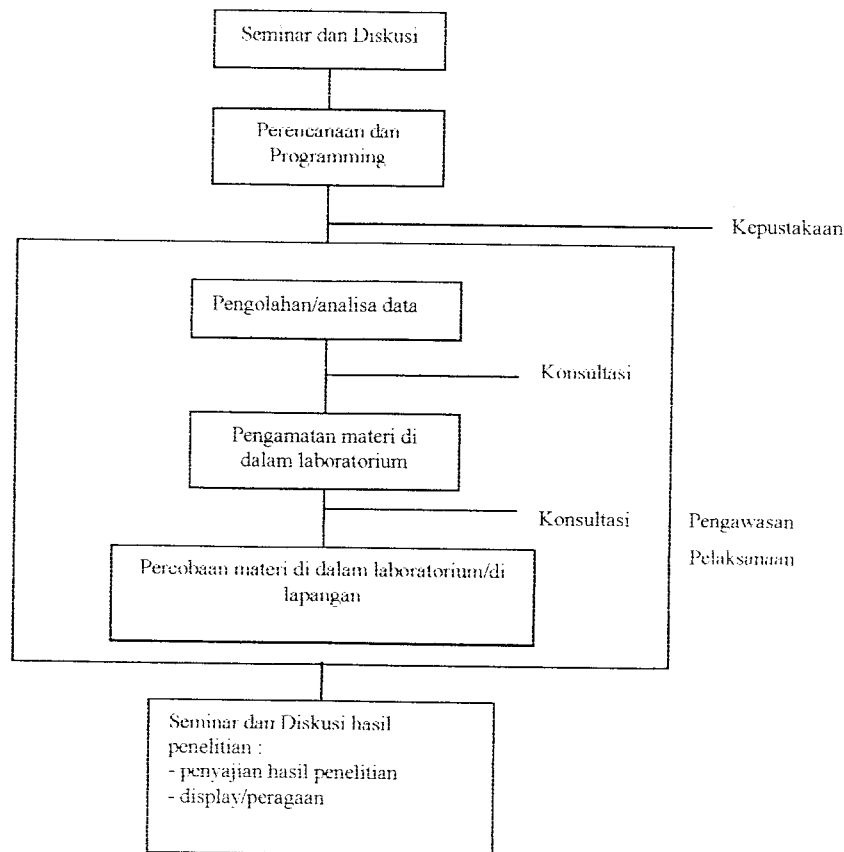 Seminar dan Diskusi
Perencanaan dan
Programming
Kepustakaan
Pengolahan/analisa data
Konsultasi
Pengamatan materi di
dalam laboratorium
Konsultasi
Pengawasan
Pelaksanaan
Percobaan materi di dalam laboratorium/di
lapangan
Seminar dan Diskusi hasil
penelitian :
- penyajian hasil penelitian
- display/peragaan